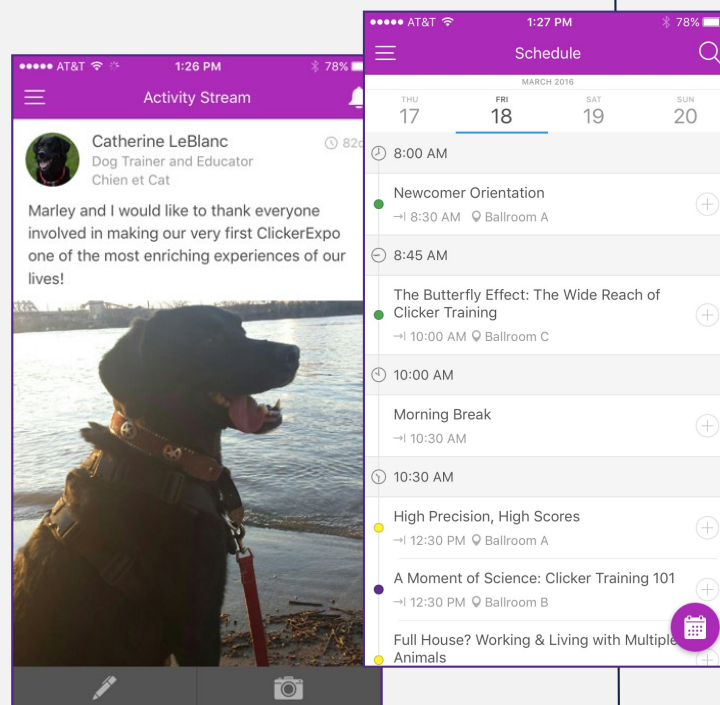 AT&T
1:26 PM
78%
Activity Stream
Catherine LeBlanc
Dog Trainer and Educator
Chien et Cat
82d
Marley and I would like to thank everyone
involved in making our very first ClickerExpo
one of the most enriching experiences of our
lives!
AT&T
1:27 PM
78%
Schedule
MARCH 2016
THU
17
FRI
18
SAT
19
SUN
20
8:00 AM
Newcomer Orientation
8:30 AM Ballroom A
8:45 AM
The Butterfly Effect: The Wide Reach of
Clicker Training
10:00 AM Ballroom C
10:00 AM
Morning Break
10:30 AM
10:30 AM
High Precision, High Scores
12:30 PM Ballroom A
A Moment of Science: Clicker Training 101
12:30 PM Ballroom B
Full House? Working & Living with Multiple
Animals